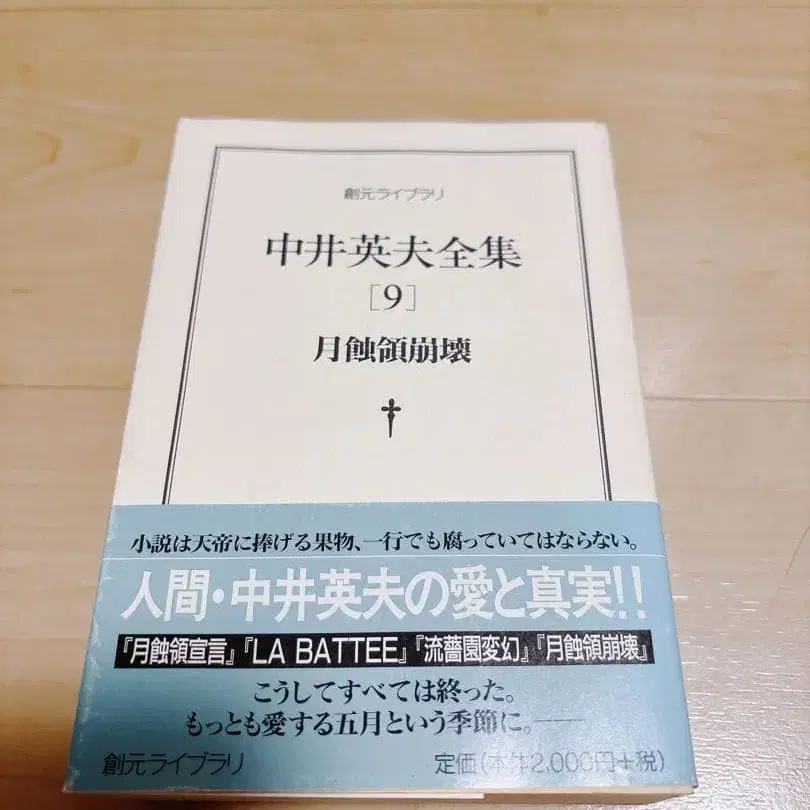 創元ライブラリ
中井英夫全集
[9]
月蝕領崩壊
小説は天帝に捧げる果物、一行でも腐っていてはならない。
人間・中井英夫の愛と真実!!
『月蝕領宣言』『LA BATTEE』『流薔園変幻』『月蝕領崩壊』
こうしてすべては終った。
もっとも愛する五月という季節に。――
創元ライブラリ 定価(本体2,000円+税)